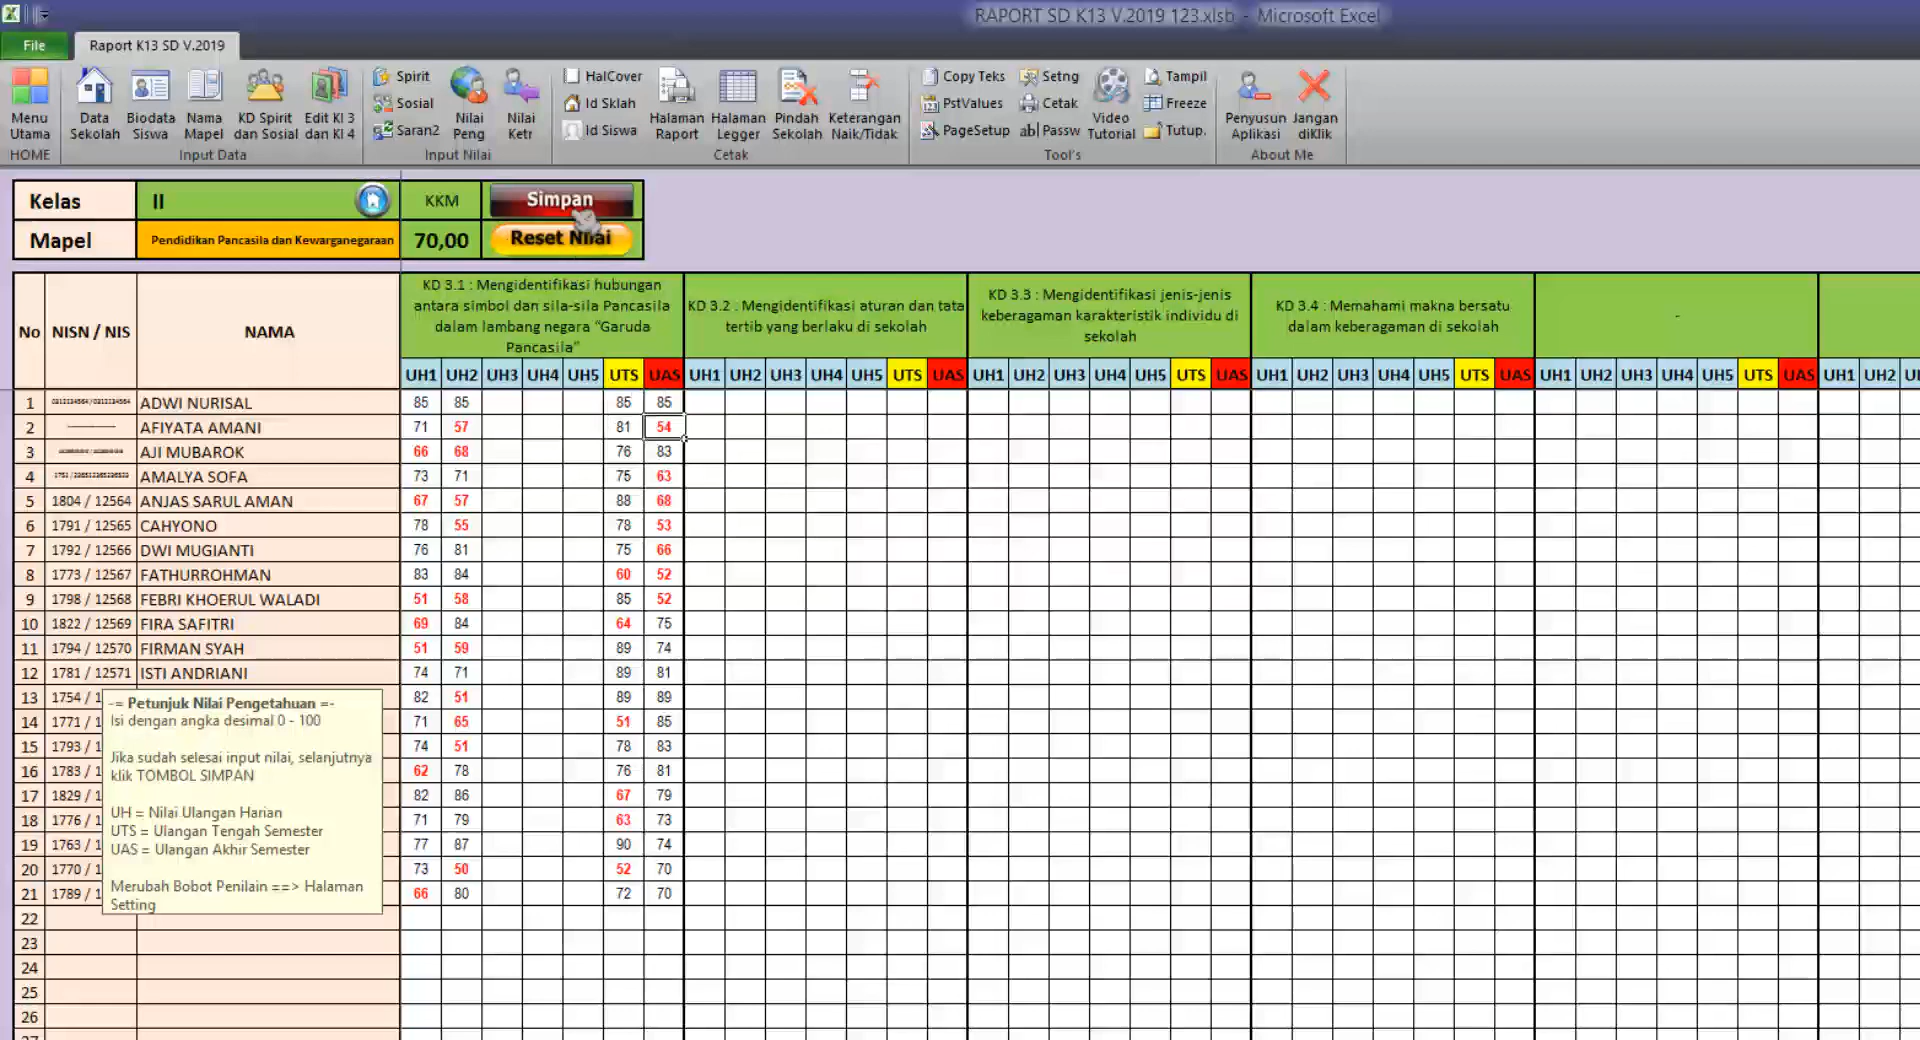 RAPORT SD K13 V.2019 123.xlsb - Microsoft Excel
File Raport K13 SD V.2019
Menu Utama
Data Sekolah
Biodata Siswa
Nama Mapel
KD Spirit dan Sosial
Edit KI 3 dan KI 4
Spirit
Sosial
Saran2
Nilai Peng
Nilai Ketr
HalCover
Id Sklah
Id Siswa
Halaman Raport
Halaman Legger
Pindah Sekolah
Keterangan Naik/Tidak
Copy Teks
PstValues
PageSetup
Setng
Cetak
ab| Passw
Video Tutorial
Tampil
Freeze
Tutup.
Penyusun Aplikasi
Jangan diKlik
HOME Input Data Input Nilai Cetak Tool's About Me
Kelas II KKM Simpan
Mapel Pendidikan Pancasila dan Kewarganegaraan 70,00 Reset Nilai
No NISN / NIS NAMA
KD 3.1 : Mengidentifikasi hubungan
antara simbol dan sila-sila Pancasila
dalam lambang negara "Garuda
Pancasila"
KD 3.2 : Mengidentifikasi aturan dan tata
tertib yang berlaku di sekolah
KD 3.3 : Mengidentifikasi jenis-jenis
keberagaman karakteristik individu di
sekolah
KD 3.4 : Memahami makna bersatu
dalam keberagaman di sekolah
-
UH1 UH2 UH3 UH4 UH5 UTS UAS UH1 UH2 UH3 UH4 UH5 UTS UAS UH1 UH2 UH3 UH4 UH5 UTS UAS UH1 UH2 UH3 UH4 UH5 UTS UAS UH1 UH2 UH3 UH4 UH5 UTS UAS UH1 UH2
1 ADWI NURISAL 85 85 85 85
2 AFIYATA AMANI 71 57 81 54
3 AJI MUBAROK 66 68 76 83
4 AMALYA SOFA 73 71 75 63
5 1804 / 12564 ANJAS SARUL AMAN 67 57 88 68
6 1791 / 12565 CAHYONO 78 55 78 53
7 1792 / 12566 DWI MUGIANTI 76 81 75 66
8 1773 / 12567 FATHURROHMAN 83 84 60 52
9 1798 / 12568 FEBRI KHOERUL WALADI 51 58 85 52
10 1822 / 12569 FIRA SAFITRI 69 84 64 75
11 1794 / 12570 FIRMAN SYAH 51 59 89 74
12 1781 / 12571 ISTI ANDRIANI 74 71 89 81
13 1754 / 1 82 51 89 89
14 1771 / 1 71 65 51 85
15 1793 / 1 74 51 78 83
16 1783 / 1 62 78 76 81
17 1829 / 1 82 86 67 79
18 1776 / 1 71 79 63 73
19 1763 / 1 77 87 90 74
20 1770 / 1 73 50 52 70
21 1789 / 1 66 80 72 70
22
23
24
25
26
-= Petunjuk Nilai Pengetahuan =-
Isi dengan angka desimal 0 - 100
Jika sudah selesai input nilai, selanjutnya
klik TOMBOL SIMPAN
UH = Nilai Ulangan Harian
UTS = Ulangan Tengah Semester
UAS = Ulangan Akhir Semester
Merubah Bobot Penilain ==> Halaman
Setting